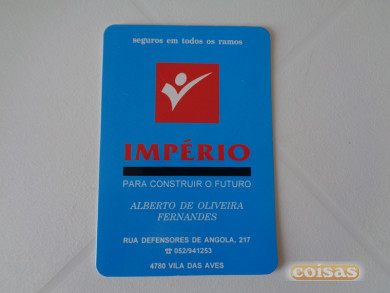 seguros em todos os ramos
IMPÉRIO
PARA CONSTRUIR O FUTURO
ALBERTO DE OLIVEIRA
FERNANDES
RUA DEFENSORES DE ANGOLA, 217
☎ 052/941253
4780 VILA DAS AVES
coisas